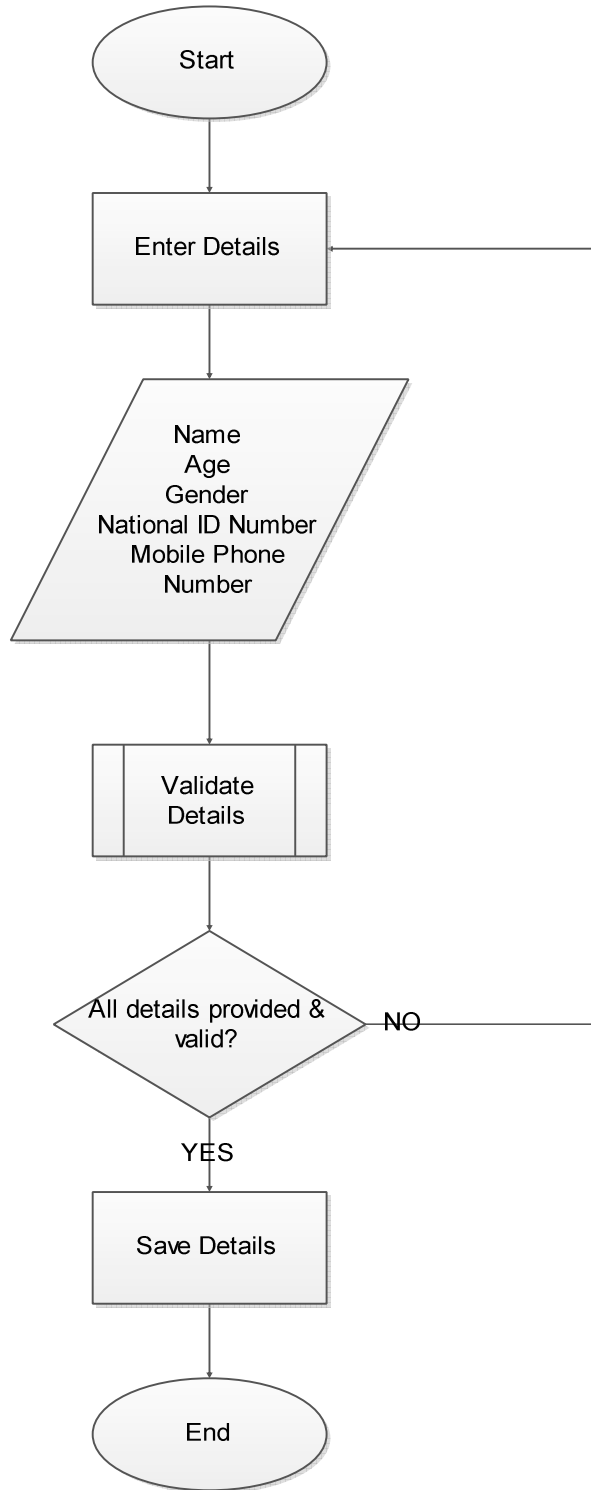 Start
Enter Details
Name
Age
Gender
National ID Number
Mobile Phone
Number
Validate
Details
All details provided &
valid?
NO
YES
Save Details
End